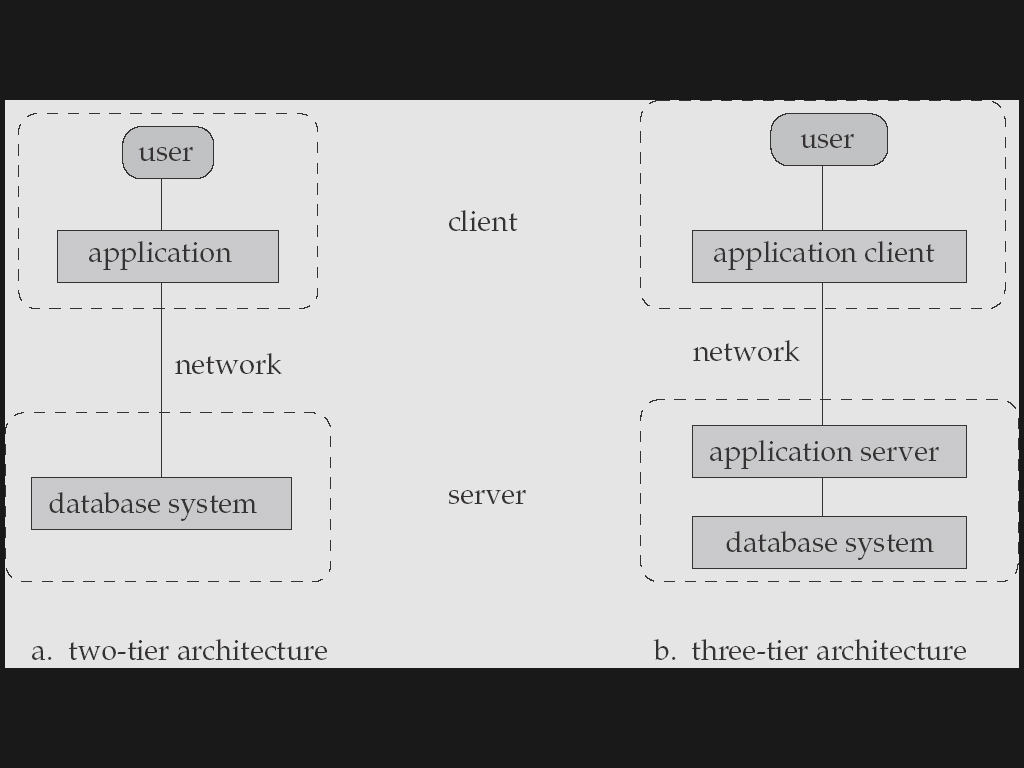 user
application
network
database system
a. two-tier architecture
client
server
user
application client
network
application server
database system
b. three-tier architecture